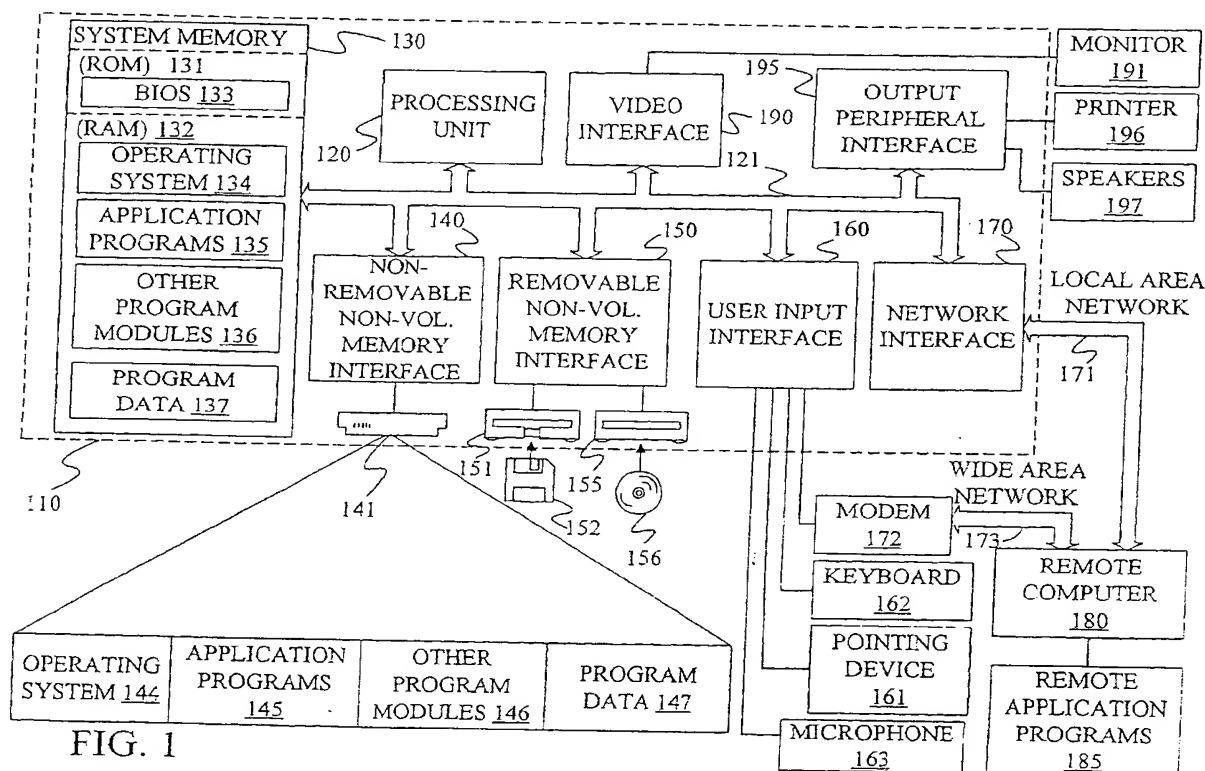 SYSTEM MEMORY
130
(ROM) 131
BIOS 133
(RAM) 132
OPERATING
SYSTEM 134
APPLICATION
PROGRAMS 135
OTHER
PROGRAM
MODULES 136
PROGRAM
DATA 137
PROCESSING
UNIT
120
VIDEO
INTERFACE
190
195
OUTPUT
PERIPHERAL
INTERFACE
121
MONITOR
191
PRINTER
196
SPEAKERS
197
140
NON-
REMOVABLE
NON-VOL.
MEMORY
INTERFACE
150
REMOVABLE
NON-VOL.
MEMORY
INTERFACE
160
USER INPUT
INTERFACE
170
NETWORK
INTERFACE
LOCAL AREA
NETWORK
171
110
141
151
152
155
156
WIDE AREA
NETWORK
173
MODEM
172
KEYBOARD
162
POINTING
DEVICE
161
MICROPHONE
163
REMOTE
COMPUTER
180
REMOTE
APPLICATION
PROGRAMS
185
OPERATING
SYSTEM 144
APPLICATION
PROGRAMS
145
OTHER
PROGRAM
MODULES 146
PROGRAM
DATA 147
FIG. 1